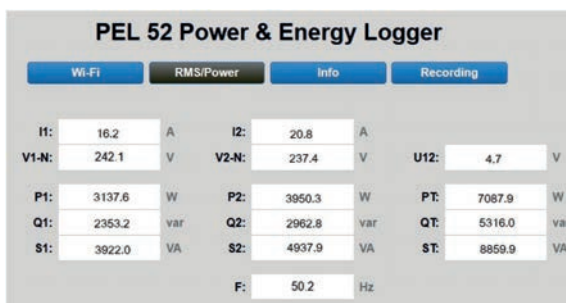 PEL 52 Power & Energy Logger
Wi-Fi RMS/Power Info Recording
I1: 16.2 A I2: 20.8 A
V1-N: 242.1 V V2-N: 237.4 V U12: 4.7 V
P1: 3137.6 W P2: 3950.3 W PT: 7087.9 W
Q1: 2353.2 var Q2: 2962.8 var QT: 5316.0 var
S1: 3922.0 VA S2: 4937.9 VA ST: 8859.9 VA
F: 50.2 Hz